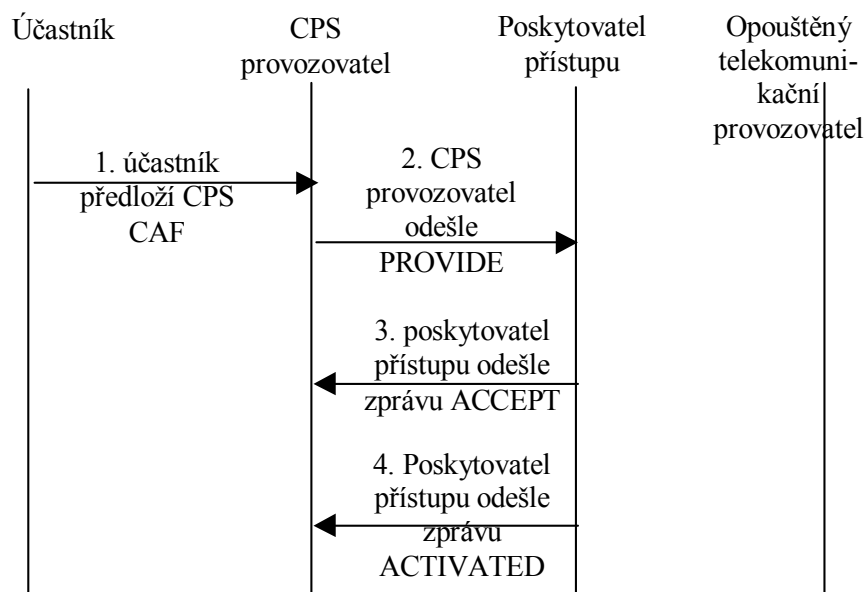 Účastník
CPS
provozovatel
Poskytovatel
přístupu
Opouštěný
telekomuni-
kační
provozovatel
1. účastník
předloží CPS
CAF
2. CPS
provozovatel
odešle
PROVIDE
3. poskytovatel
přístupu odešle
zprávu ACCEPT
4. Poskytovatel
přístupu odešle
zprávu
ACTIVATED